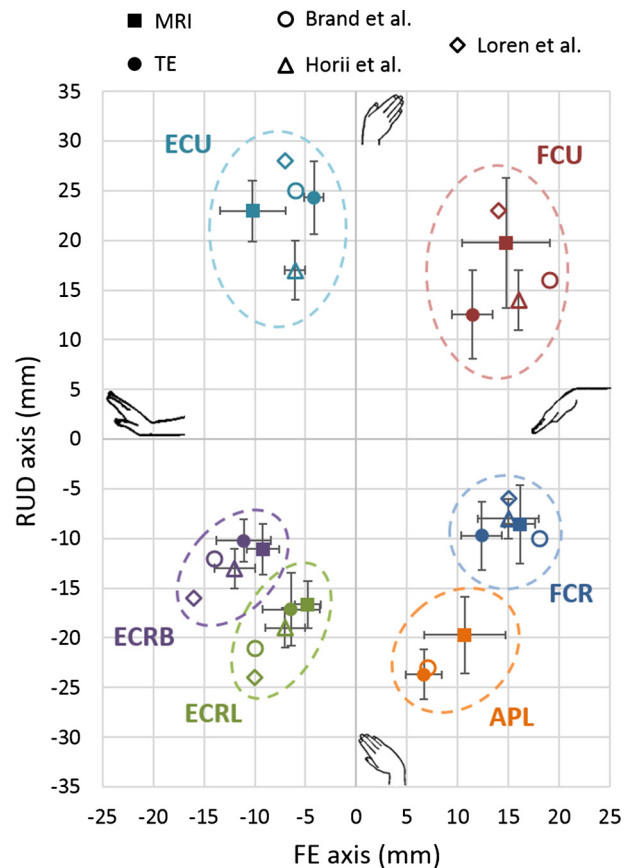 MRI
Brand et al.
Loren et al.
TE
Horii et al.
35
30
25
20
15
10
5
0
-5
-10
-15
-20
-25
-30
-35
RUD axis (mm)
ECU
FCU
ECRB
FCR
ECRL
APL
-25 -20 -15 -10 -5 0 5 10 15 20 25
FE axis (mm)